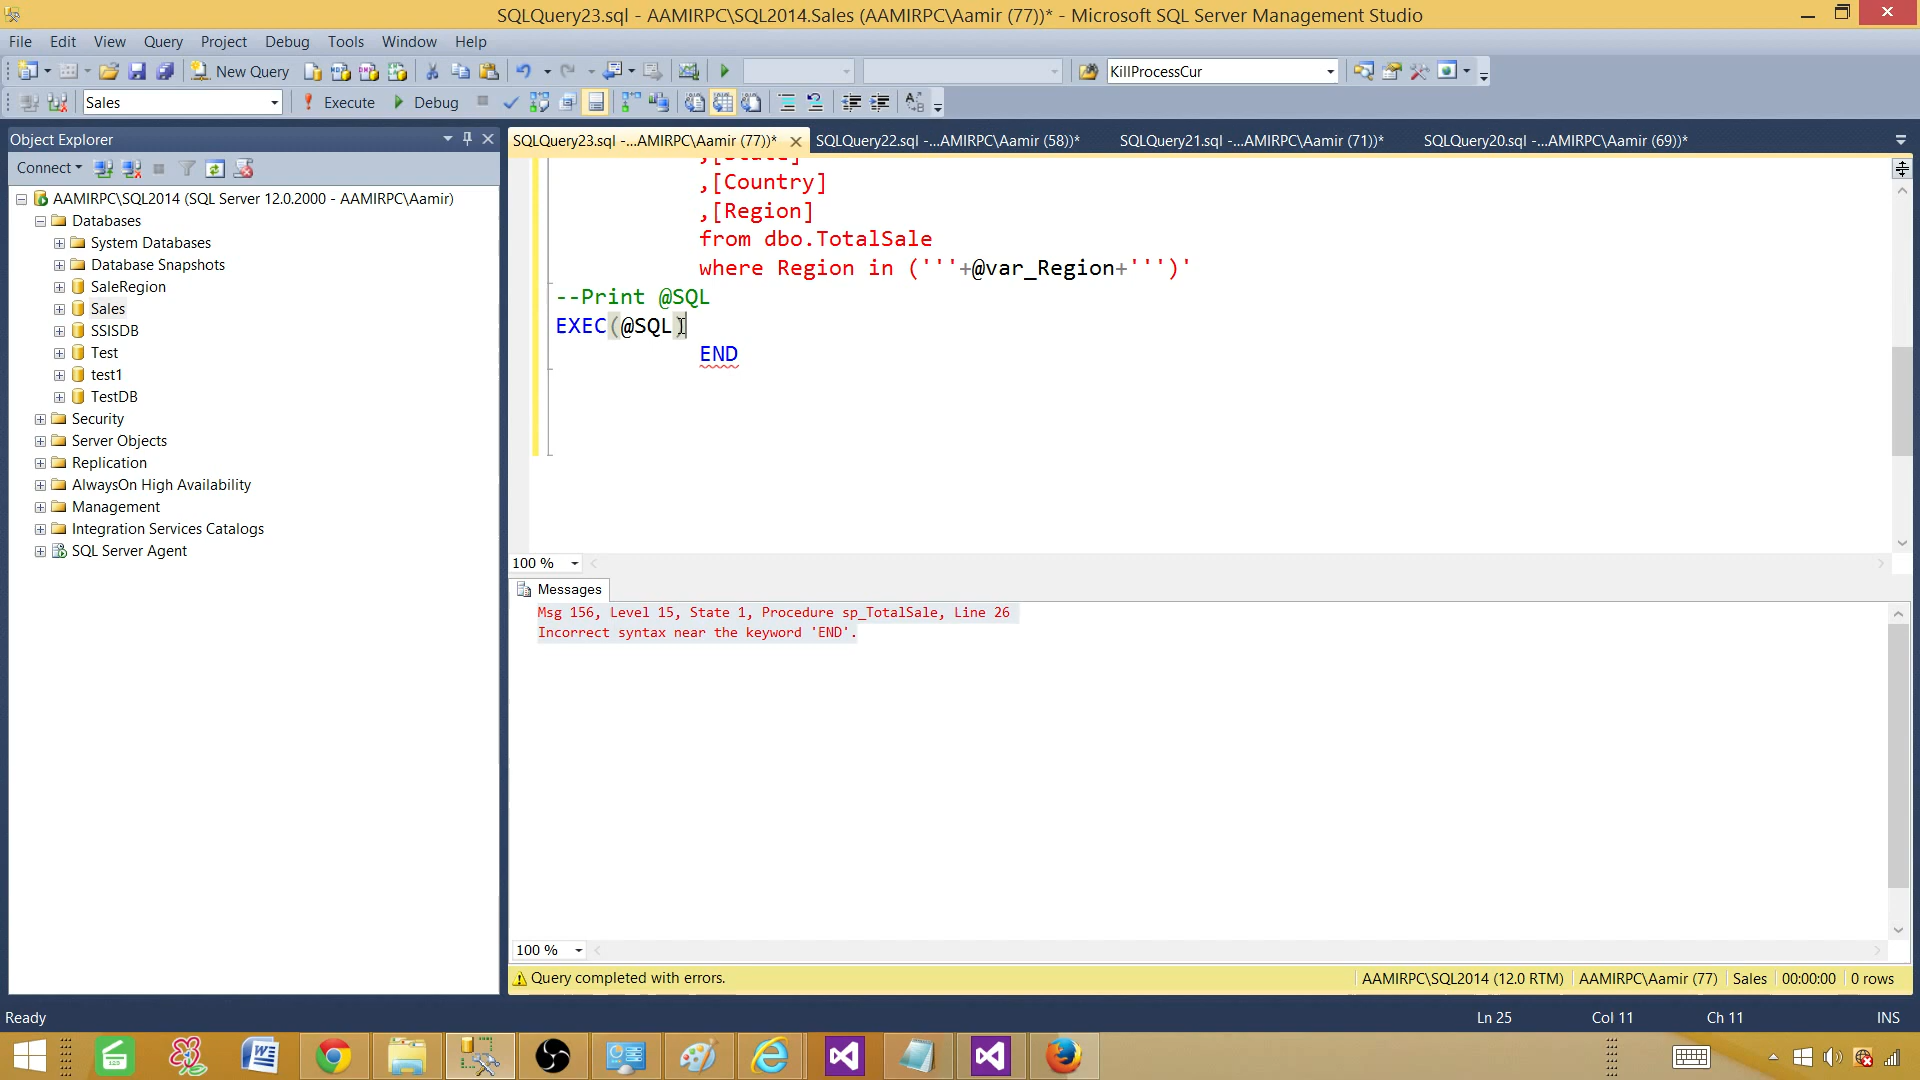 SQLQuery23.sql - AAMIRPC\SQL2014.Sales (AAMIRPC\Aamir (77))* - Microsoft SQL Server Management Studio
File Edit View Query Project Debug Tools Window Help
New Query KillProcessCur
Sales Execute Debug
Object Explorer
SQLQuery23.sql -...AMIRPC\Aamir (77))* SQLQuery22.sql -...AMIRPC\Aamir (58))* SQLQuery21.sql -...AMIRPC\Aamir (71))* SQLQuery20.sql -...AMIRPC\Aamir (69))*
Connect
AAMIRPC\SQL2014 (SQL Server 12.0.2000 - AAMIRPC\Aamir)
Databases
System Databases
Database Snapshots
SaleRegion
Sales
SSISDB
Test
test1
TestDB
Security
Server Objects
Replication
AlwaysOn High Availability
Management
Integration Services Catalogs
SQL Server Agent
,[State]
,[Country]
,[Region]
from dbo.TotalSale
where Region in ('''+@var_Region+''')'
--Print @SQL
EXEC(@SQL)
END
100 %
Messages
Msg 156, Level 15, State 1, Procedure sp_TotalSale, Line 26
Incorrect syntax near the keyword 'END'.
100 %
Query completed with errors. AAMIRPC\SQL2014 (12.0 RTM) AAMIRPC\Aamir (77) Sales 00:00:00 0 rows
Ready Ln 25 Col 11 Ch 11 INS